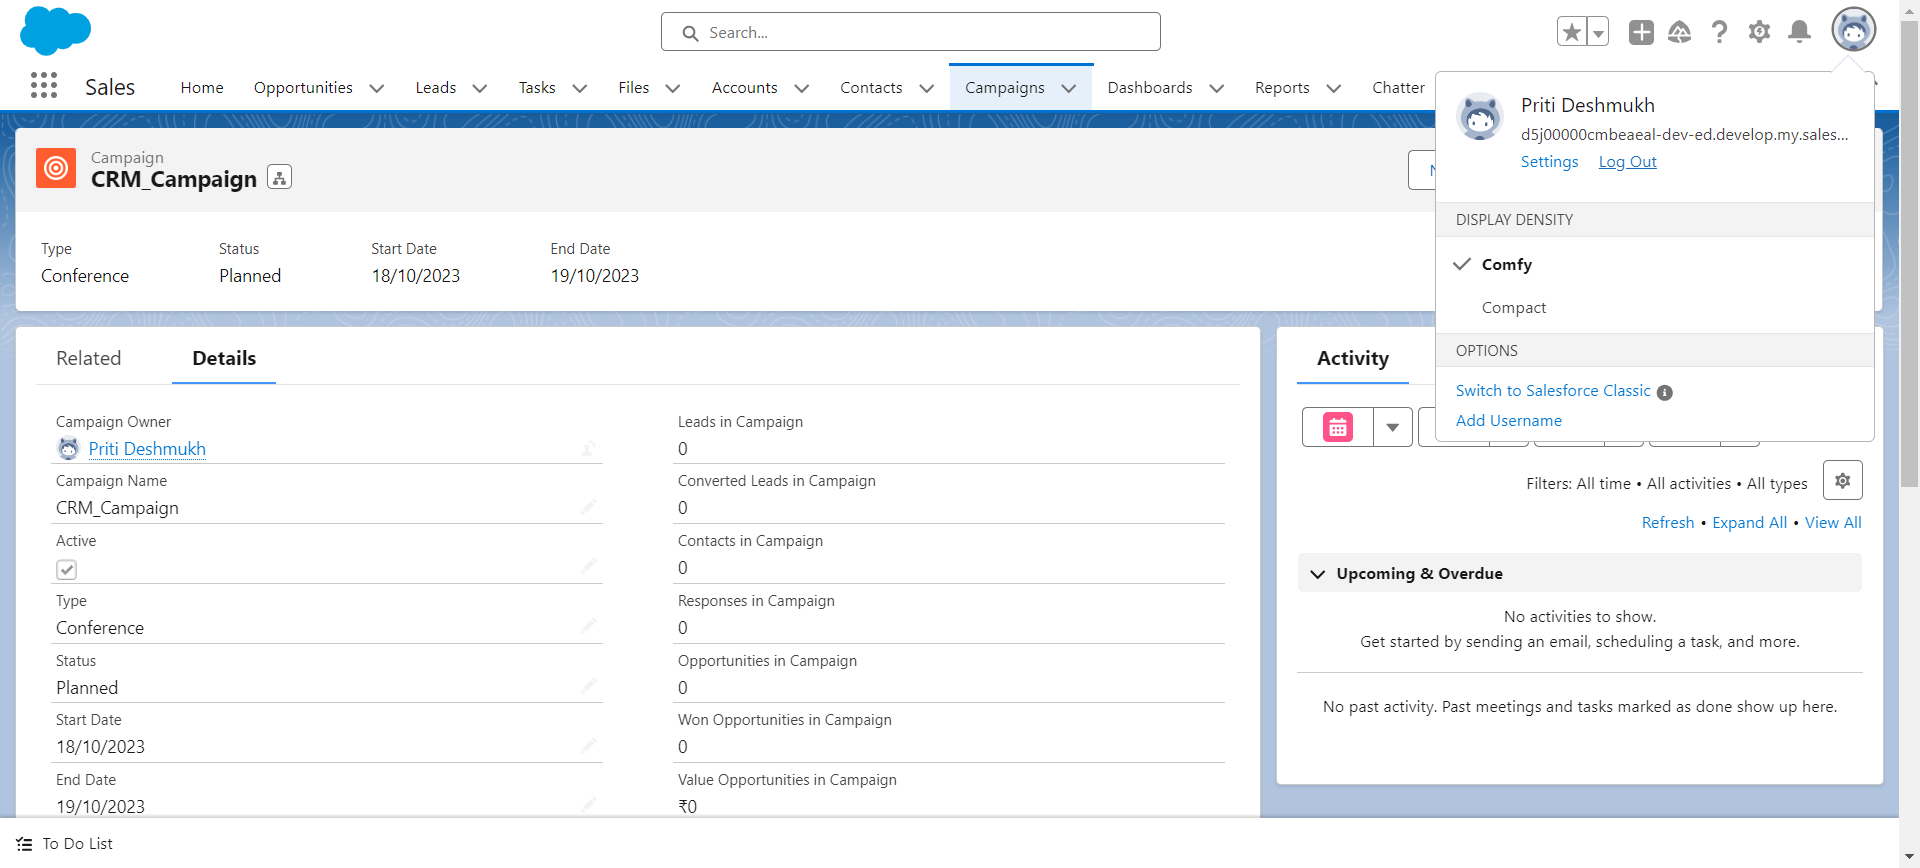 Search...
Sales
Home
Opportunities
Leads
Tasks
Files
Accounts
Contacts
Campaigns
Dashboards
Reports
Chatter
Campaign
CRM_Campaign
Type
Conference
Status
Planned
Start Date
18/10/2023
End Date
19/10/2023
Priti Deshmukh
d5j00000cmbeaeal-dev-ed.develop.my.sales...
Settings
Log Out
DISPLAY DENSITY
Comfy
Compact
OPTIONS
Switch to Salesforce Classic
Add Username
Related
Details
Campaign Owner
Priti Deshmukh
Campaign Name
CRM_Campaign
Active
Type
Conference
Status
Planned
Start Date
18/10/2023
End Date
19/10/2023
Leads in Campaign
0
Converted Leads in Campaign
0
Contacts in Campaign
0
Responses in Campaign
0
Opportunities in Campaign
0
Won Opportunities in Campaign
0
Value Opportunities in Campaign
₹0
Activity
Filters: All time • All activities • All types
Refresh • Expand All • View All
Upcoming & Overdue
No activities to show.
Get started by sending an email, scheduling a task, and more.
No past activity. Past meetings and tasks marked as done show up here.
To Do List